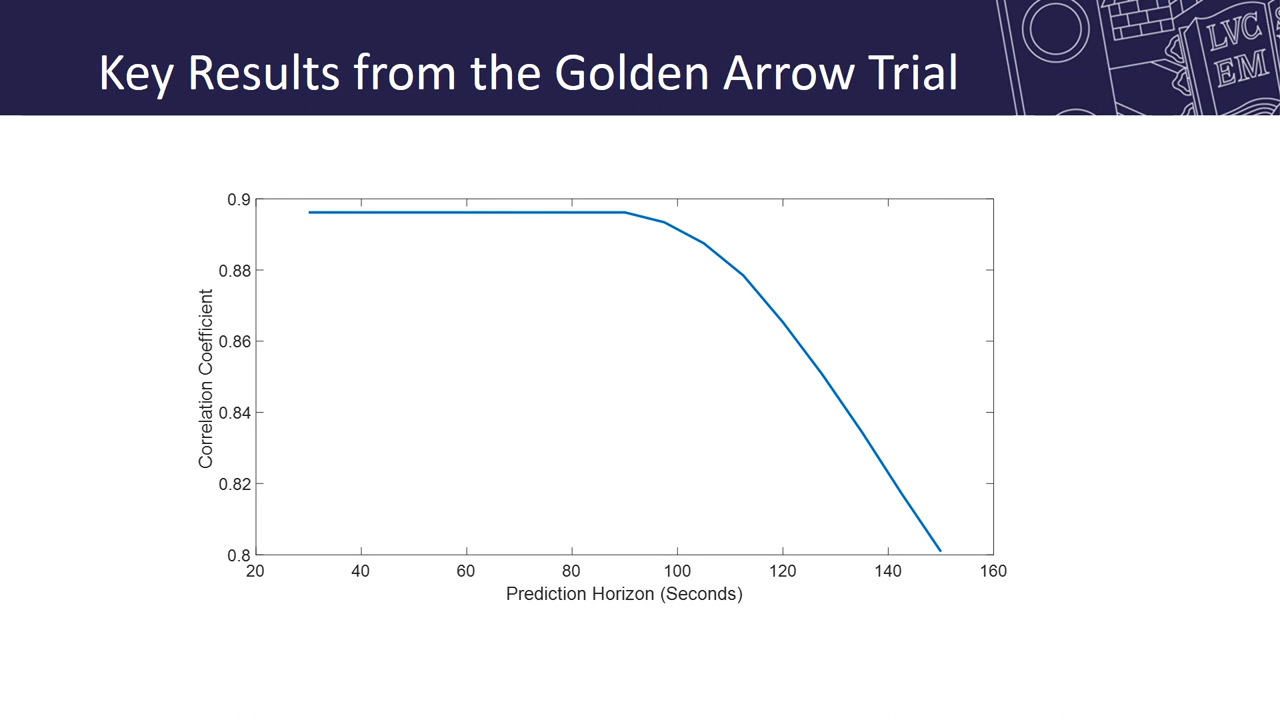 Key Results from the Golden Arrow Trial
LVC
EM
0.9
0.88
0.86
0.84
0.82
0.8
Correlation Coefficient
20 40 60 80 100 120 140 160
Prediction Horizon (Seconds)